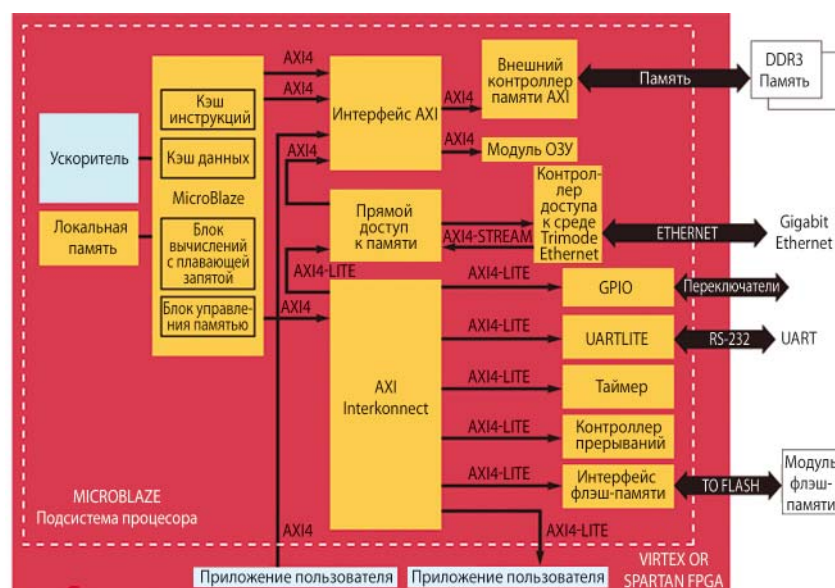 AXI4
AXI4
Кэш
инструкций
Кэш данных
MicroBlaze
Блок
вычислений
с плавающей
запятой
Блок управле-
ния памятью
Ускоритель
Локальная
память
Интерфейс AXI
AXI4
AXI4
AXI4
Внешний
контроллер
памяти AXI
Память
DDR3
Память
Модуль ОЗУ
Прямой
доступ
к памяти
AXI4-STREAM
Контрол-
лер
доступа
к среде
Trimode
Ethernet
ETHERNET
Gigabit
Ethernet
AXI4-LITE
AXI4
AXI
Interkonnect
AXI4-LITE
GPIO
Переключатели
AXI4-LITE
UARTLITE
RS-232
UART
AXI4-LITE
Таймер
AXI4-LITE
Контроллер
прерываний
AXI4-LITE
Интерфейс
флэш-памяти
TO FLASH
Модуль
флэш-
памяти
MICROBLAZE
Подсистема процесора
AXI4
AXI4-LITE
Приложение пользователя
Приложение пользователя
VIRTEX OR
SPARTAN FPGA